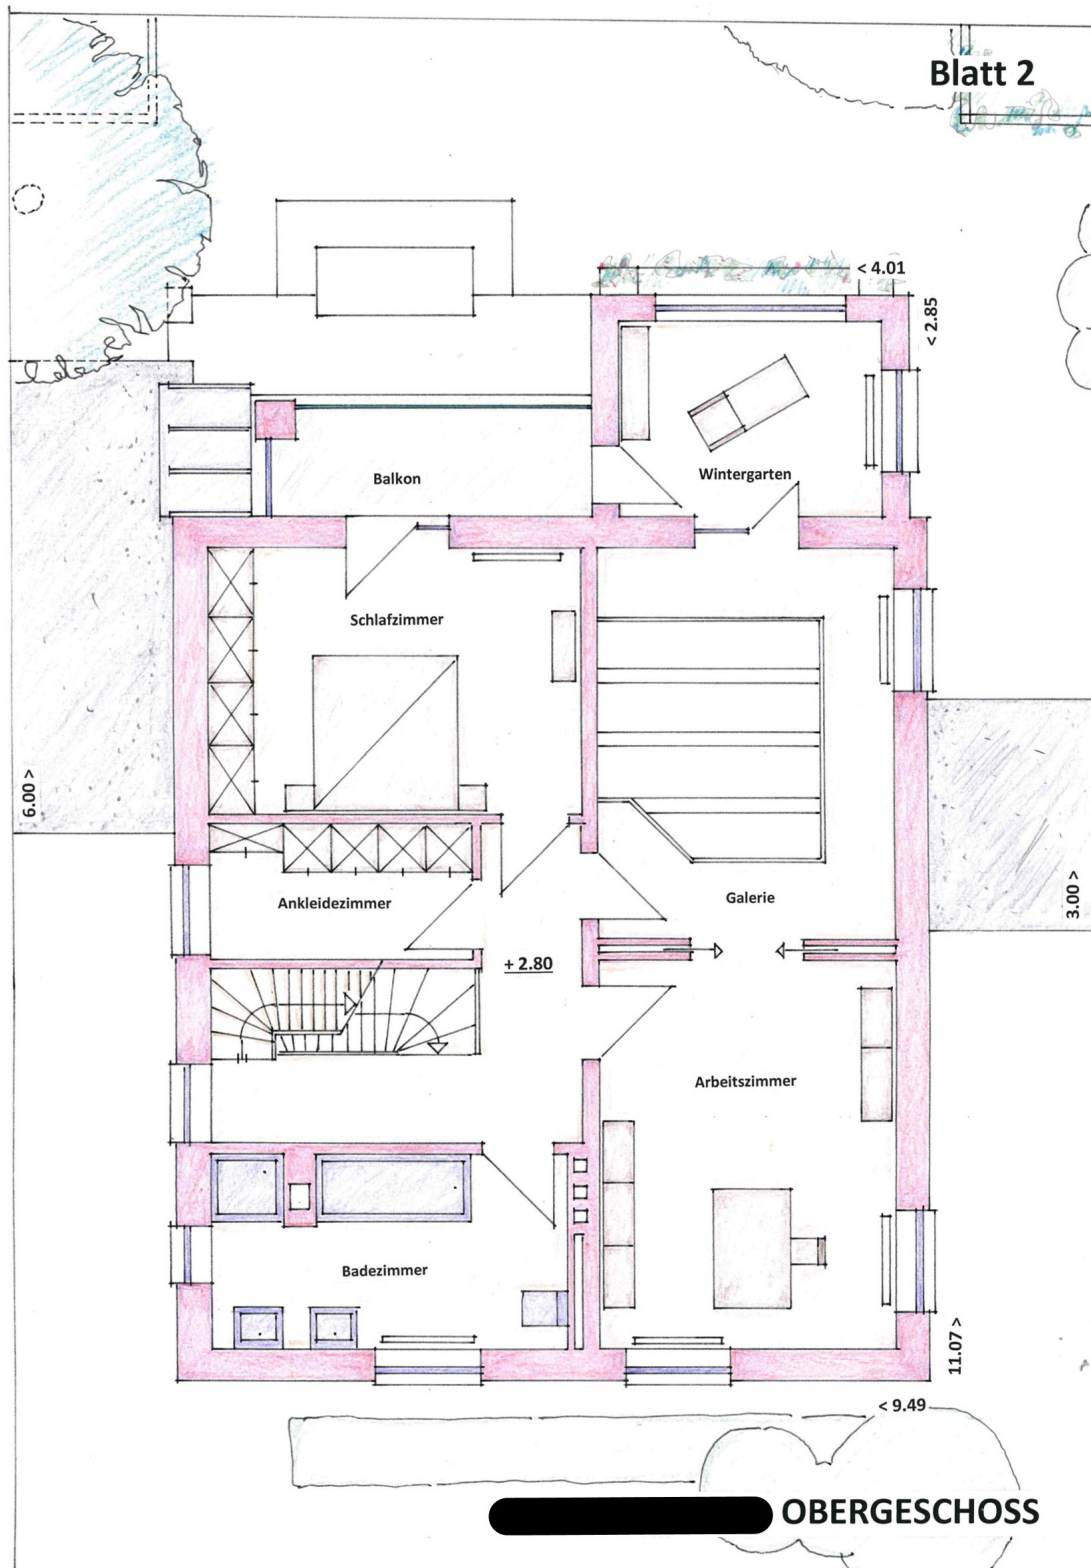 Blatt 2
< 4.01
< 2.85
Balkon
Wintergarten
Schlafzimmer
6.00 >
Ankleidezimmer
Galerie
3.00 >
+ 2.80
Arbeitszimmer
Badezimmer
11.07 >
< 9.49
OBERGESCHOSS